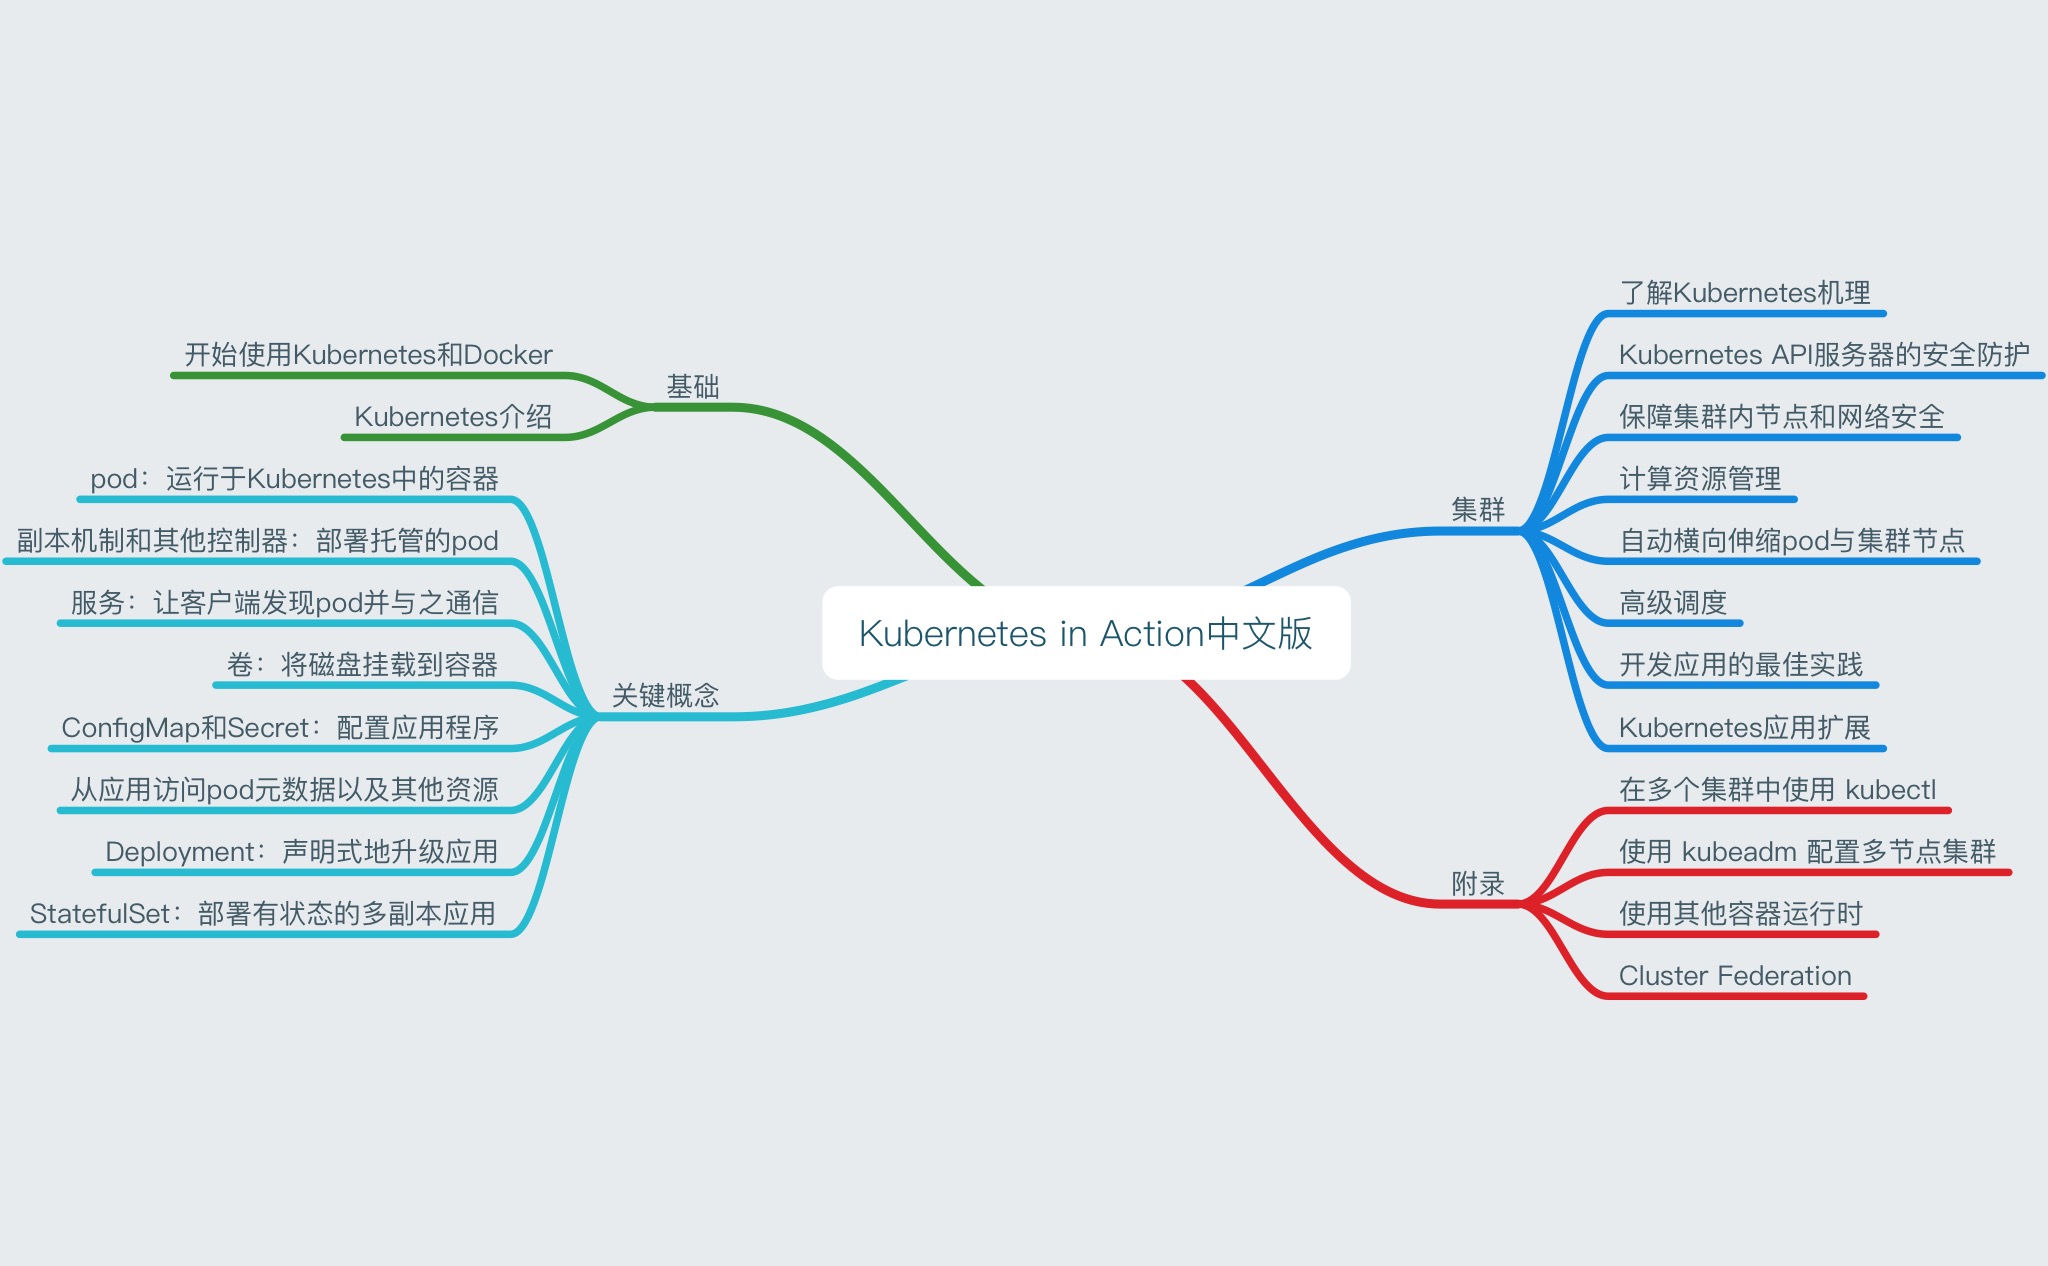 Kubernetes in Action中文版
基础
开始使用Kubernetes和Docker
Kubernetes介绍
关键概念
pod：运行于Kubernetes中的容器
副本机制和其他控制器：部署托管的pod
服务：让客户端发现pod并与之通信
卷：将磁盘挂载到容器
ConfigMap和Secret：配置应用程序
从应用访问pod元数据以及其他资源
Deployment：声明式地升级应用
StatefulSet：部署有状态的多副本应用
集群
了解Kubernetes机理
Kubernetes API服务器的安全防护
保障集群内节点和网络安全
计算资源管理
自动横向伸缩pod与集群节点
高级调度
开发应用的最佳实践
Kubernetes应用扩展
附录
在多个集群中使用 kubectl
使用 kubeadm 配置多节点集群
使用其他容器运行时
Cluster Federation